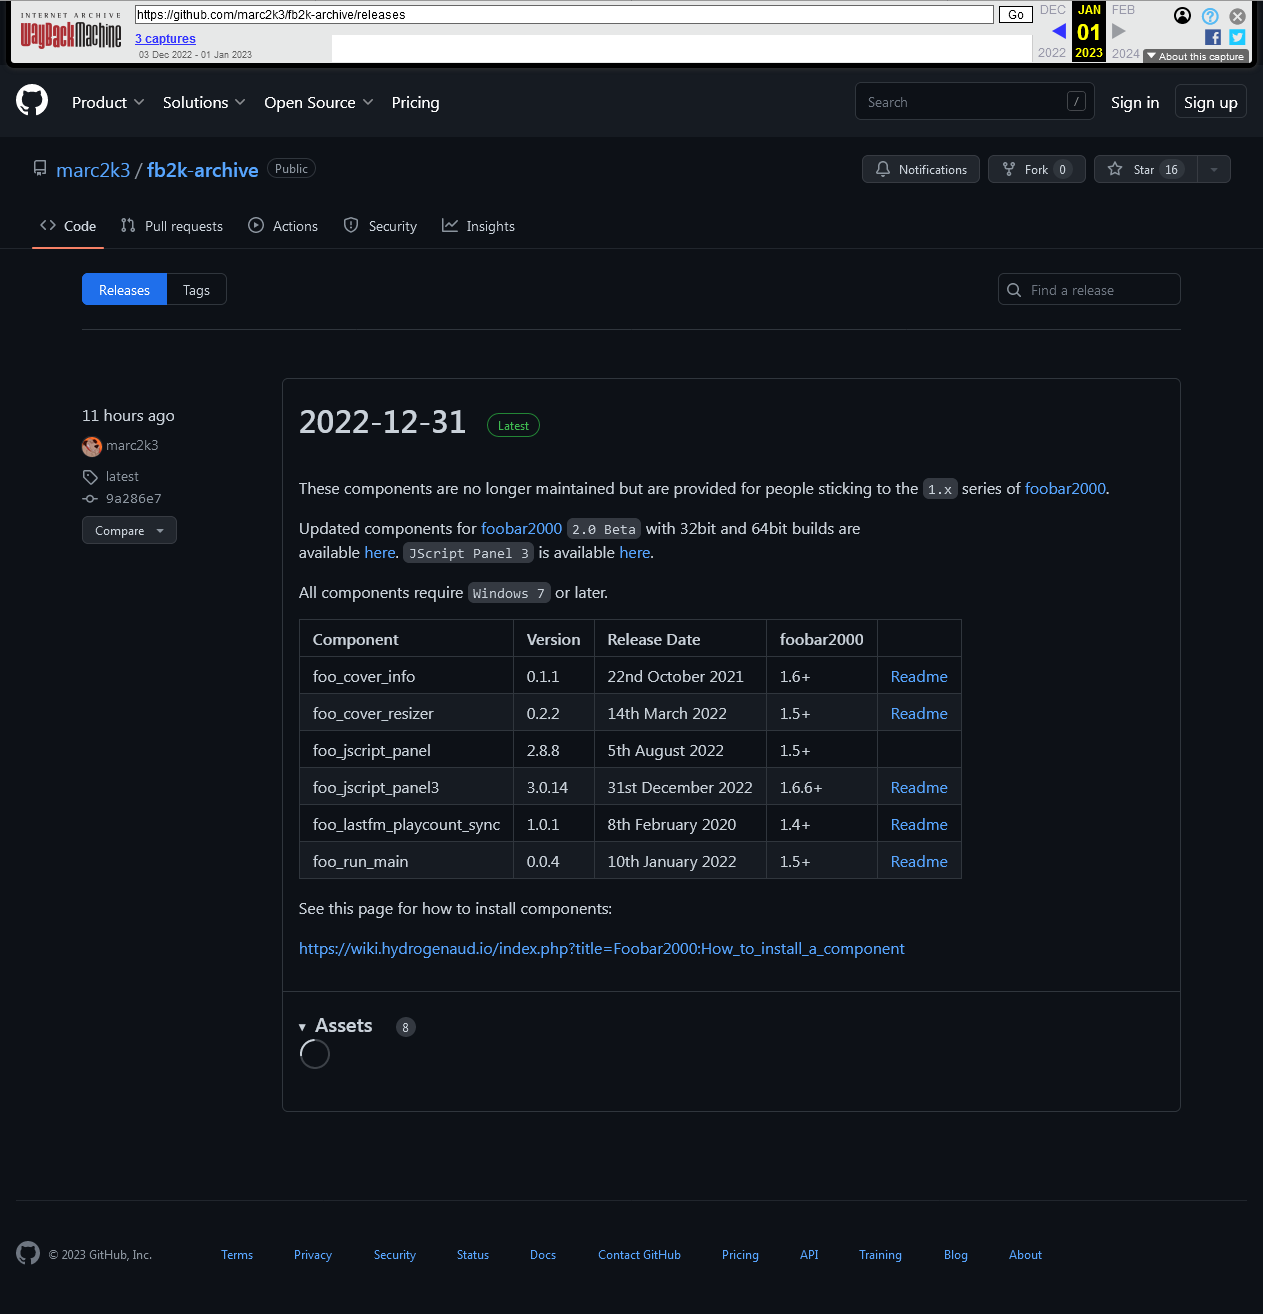 INTERNET ARCHIVE
WayBackMachine
https://github.com/marc2k3/fb2k-archive/releases
Go
3 captures
03 Dec 2022 - 01 Jan 2023
DEC JAN FEB
01
2022 2023 2024
About this capture
Product Solutions Open Source Pricing
Search /
Sign in Sign up
marc2k3 / fb2k-archive Public
Notifications Fork 0 Star 16
Code Pull requests Actions Security Insights
Releases Tags
Find a release
11 hours ago
marc2k3
latest
9a286e7
Compare
2022-12-31 Latest
These components are no longer maintained but are provided for people sticking to the 1.x series of foobar2000.
Updated components for foobar2000 2.0 Beta with 32bit and 64bit builds are
available here. JScript Panel 3 is available here.
All components require Windows 7 or later.
Component Version Release Date foobar2000
foo_cover_info 0.1.1 22nd October 2021 1.6+ Readme
foo_cover_resizer 0.2.2 14th March 2022 1.5+ Readme
foo_jscript_panel 2.8.8 5th August 2022 1.5+
foo_jscript_panel3 3.0.14 31st December 2022 1.6.6+ Readme
foo_lastfm_playcount_sync 1.0.1 8th February 2020 1.4+ Readme
foo_run_main 0.0.4 10th January 2022 1.5+ Readme
See this page for how to install components:
https://wiki.hydrogenaud.io/index.php?title=Foobar2000:How_to_install_a_component
Assets 8
© 2023 GitHub, Inc. Terms Privacy Security Status Docs Contact GitHub Pricing API Training Blog About